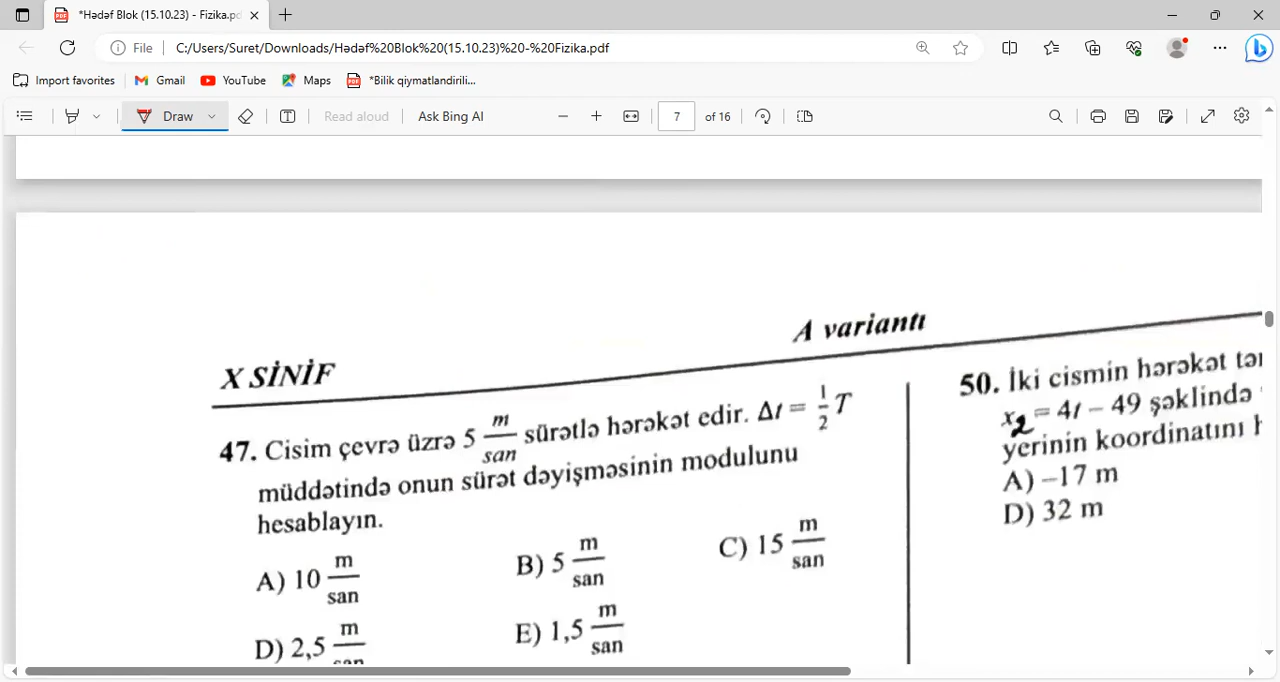 *Hədəf Blok (15.10.23) - Fizika.pd
File
C:/Users/Suret/Downloads/Hədəf%20Blok%20(15.10.23)%20-%20Fizika.pdf
Import favorites
Gmail
YouTube
Maps
*Bilik qiymatlandirili...
Draw
Read aloud
Ask Bing AI
7 of 16
A variantı
X SİNİF
47. Cisim çevrə üzrə 5 m/san sürətlə hərəkət edir. Δt = 1/2 T
müddətində onun sürət dəyişməsinin modulunu
hesablayın.
A) 10 m/san
B) 5 m/san
C) 15 m/san
D) 2,5 m/san
E) 1,5 m/san
50. İki cismin hərəkət
x2 = 4t – 49 şəklində
yerinin koordinatını
A) –17 m
D) 32 m